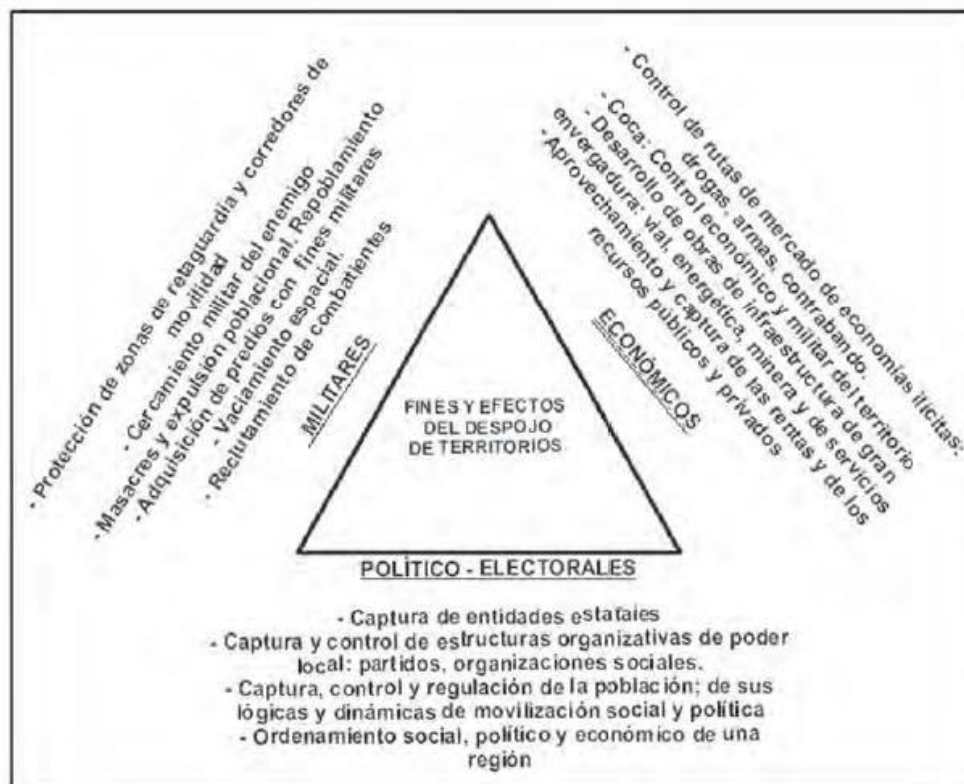 - Protección de zonas de retaguardia y corredores de
movilidad
- Cercamiento militar del enemigo
-Masacres y expulsión poblacional. Repoblamiento
- Vaciamiento espacial.
-Adquisición de predios con fines militares
- Reclutamiento de combatientes
MILITARES
- Control de rutas de mercado de economías ilícitas:
drogas, armas, contrabando.
- Coca: Control económico y militar del territorio
- Desarrollo de obras de infraestructura de gran
envergadura: vial, energética, minera y de servicios
-Aprovechamiento y captura de las rentas y de los
recursos públicos y privados
ECONÓMICOS
FINES Y EFECTOS
DEL DESPOJO
DE TERRITORIOS.
POLÍTICO - ELECTORALES
- Captura de entidades estatales
- Captura y control de estructuras organizativas de poder
local: partidos, organizaciones sociales.
- Captura, control y regulación de la población; de sus
lógicas y dinámicas de movilización social y política
- Ordenamiento social, político y económico de una
región